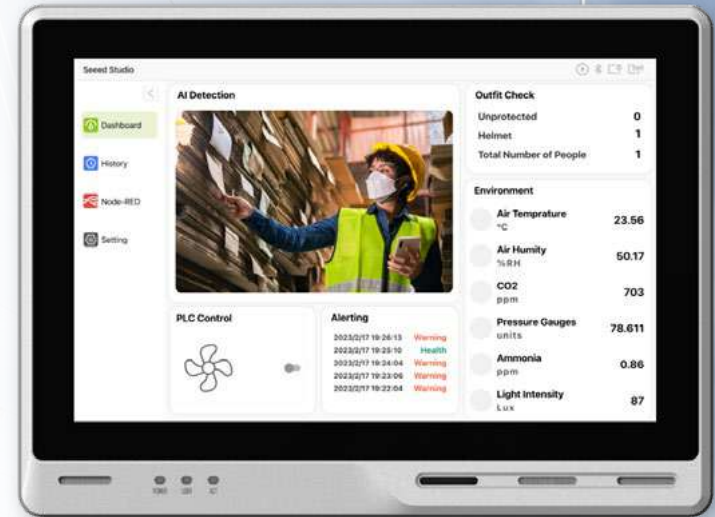 Seeed Studio
Dashboard
History
Node-RED
Setting
AI Detection
PLC Control
Alerting
2023/2/17 19:26:13 Warning
2023/2/17 19:25:10 Health
2023/2/17 19:24:04 Warning
2023/2/17 19:23:06 Warning
2023/2/17 19:22:04 Warning
Outfit Check
Unprotected 0
Helmet 1
Total Number of People 1
Environment
Air Temprature 23.56
°C
Air Humity 50.17
%RH
CO2 703
ppm
Pressure Gauges 78.611
units
Ammonia 0.86
ppm
Light Intensity 87
Lux